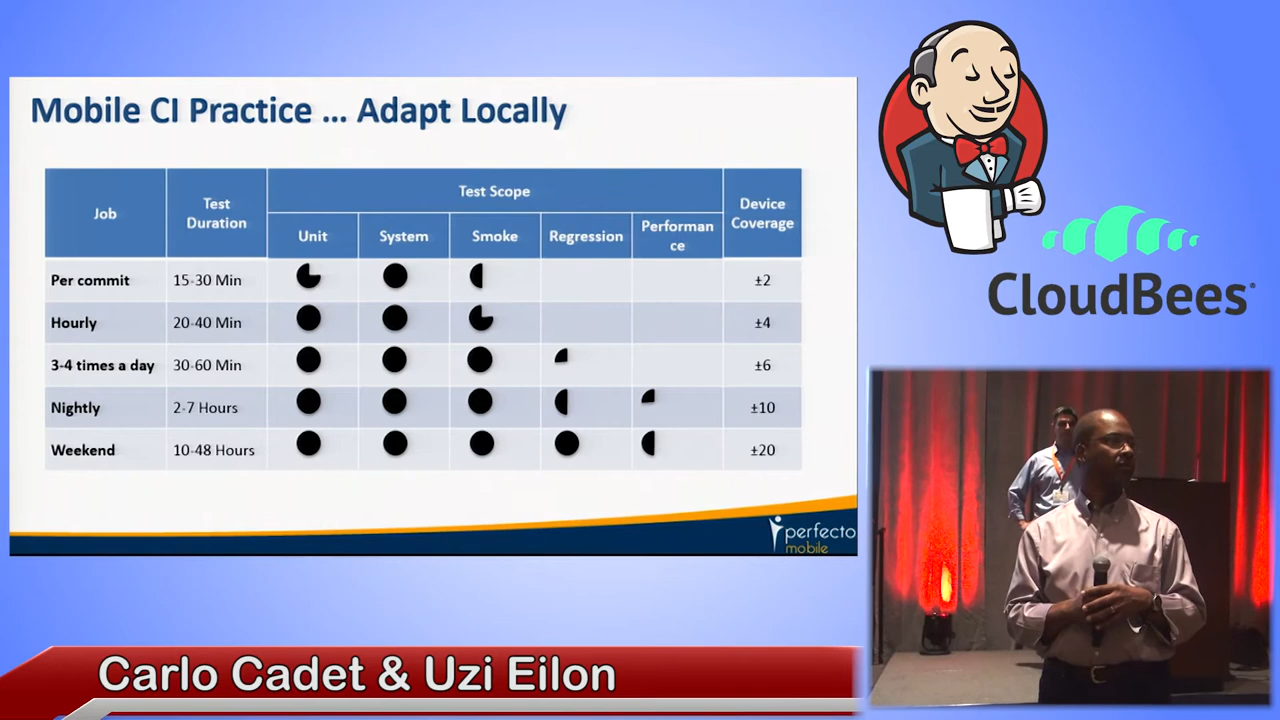 Mobile CI Practice ... Adapt Locally
Job
Test
Duration
Test Scope
Device
Coverage
Unit
System
Smoke
Regression
Performan
ce
Per commit
15-30 Min
±2
Hourly
20-40 Min
±4
3-4 times a day
30-60 Min
±6
Nightly
2-7 Hours
±10
Weekend
10-48 Hours
±20
perfecto
mobile
CloudBees
Carlo Cadet & Uzi Eilon